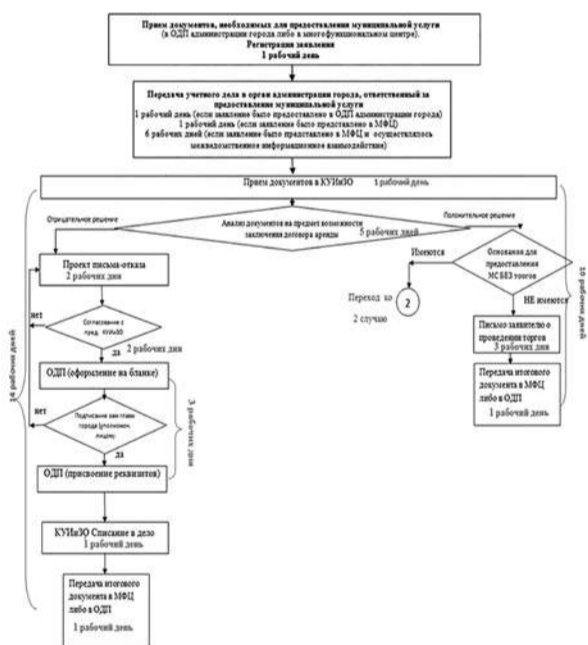 Прием документов, необходимых для предоставления муниципальной услуги
(в ОДП администрации города либо в многофункциональном центре).
Регистрация заявления
1 рабочий день
Передача учетного дела в орган администрации города, ответственный за
предоставление муниципальной услуги
1 рабочий день (если заявление было предоставлено в ОДП администрации города)
1 рабочий день (если заявление было представлено в МФЦ)
6 рабочих дней (если заявление было представлено в МФЦ и осуществлялось
межведомственное информационное взаимодействие)
Прием документов в КУИиЗО 1 рабочий день
Отрицательное решение
Анализ документов на предмет возможности
заключения договора аренды
5 рабочих дней
Положительное решение
Проект письма-отказа
2 рабочих дня
нет
Согласование с
пред. КУИиЗО
да
2 рабочих дня
ОДП (оформление на бланке)
нет
Подписание зам главы
города (уполномоч.
лицом)
да
ОДП (присвоение реквизитов)
3 рабочих дня
КУИиЗО Списание в дело
1 рабочий день
Передача итогового
документа в МФЦ
либо в ОДП
1 рабочий день
14 рабочих дней
Имеются
Основания для
предоставления
МС БЕЗ торгов
Переход ко
2 случаю
2
НЕ имеются
Письмо заявителю о
проведении торгов
3 рабочих дня
Передача итогового
документа в МФЦ
либо в ОДП
1 рабочий день
10 рабочих дней